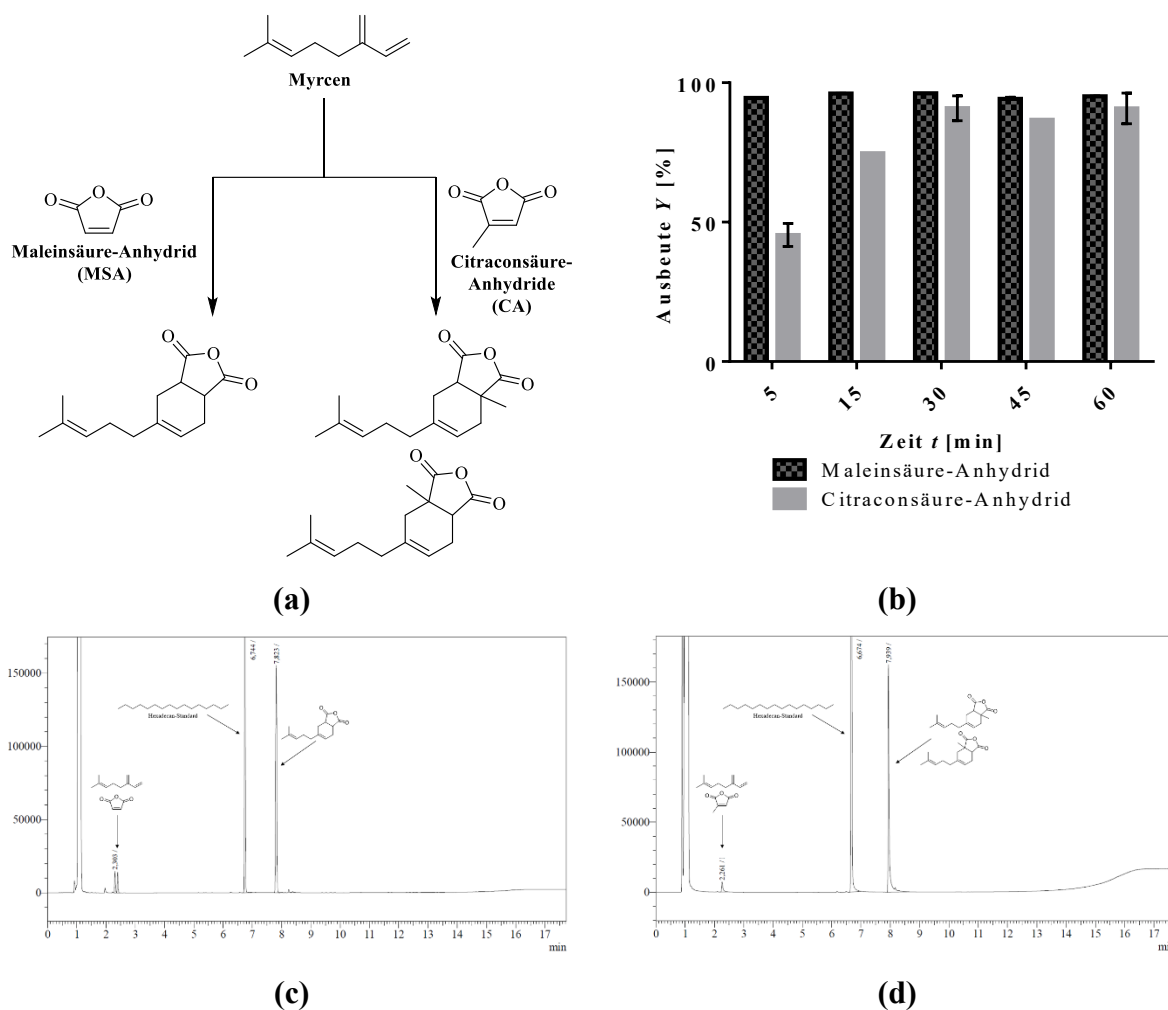 Myrcen
O
O
O
Maleinsäure-Anhydrid
(MSA)
O
O
O
Citraconsäure-
Anhydride
(CA)
O
O
O
O
O
O
O
O
O
(a)
Ausbeute Y [%]
100
50
0
5
15
30
45
60
Zeit t [min]
Maleinsäure-Anhydrid
Citraconsäure-Anhydrid
(b)
150000
100000
50000
0
6,744 /
7,823 /
2,303 /
Hexadecan-Standard
0 1 2 3 4 5 6 7 8 9 10 11 12 13 14 15 16 17
min
(c)
150000
100000
50000
0
6,674 /
7,939 /
2,261 /
Hexadecan-Standard
0 1 2 3 4 5 6 7 8 9 10 11 12 13 14 15 16 17
(d)